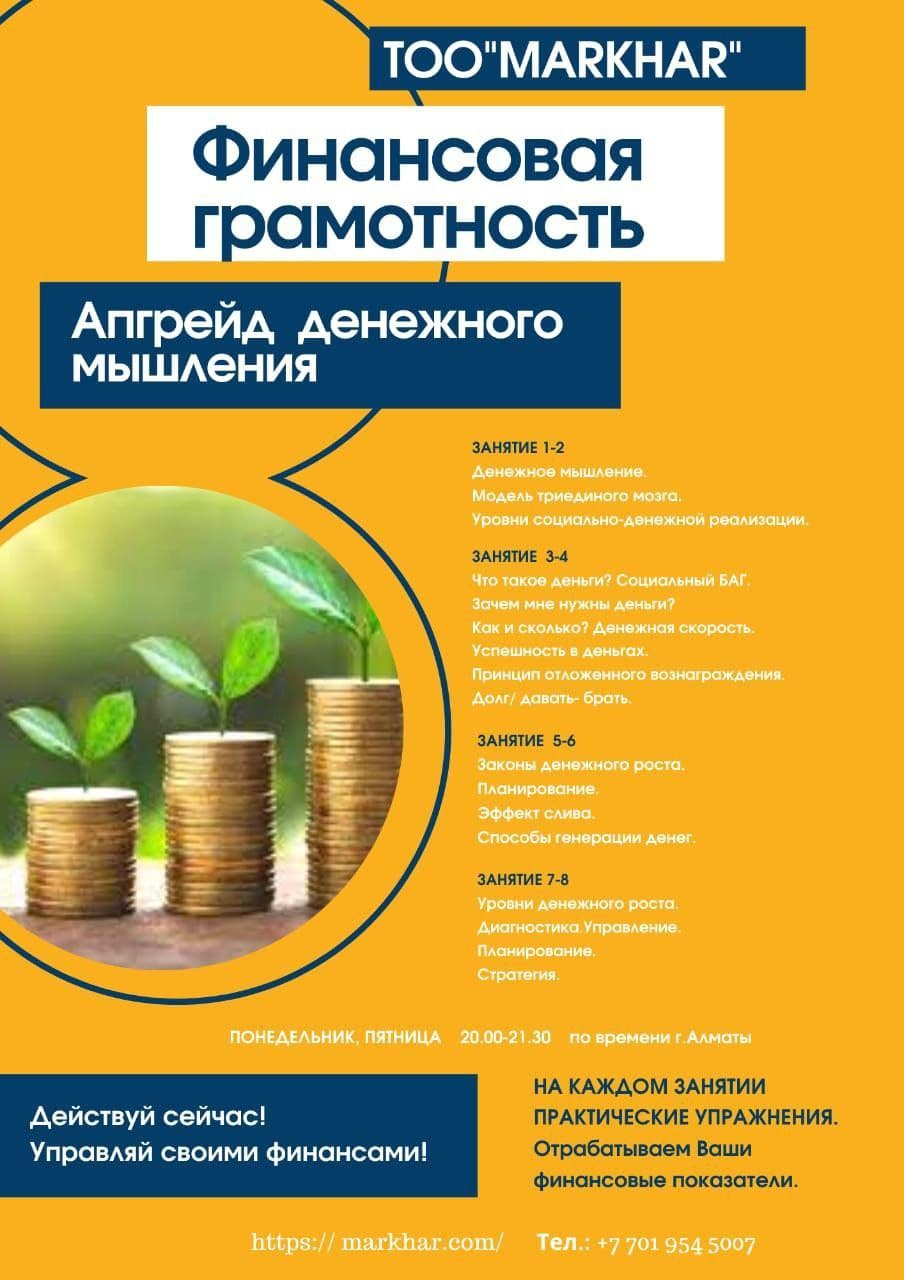 ТОО"MARKHAR"
Финансовая
грамотность
Апгрейд денежного
мышления
ЗАНЯТИЕ 1-2
Денежное мышление.
Модель триединого мозга.
Уровни социально-денежной реализации.
ЗАНЯТИЕ 3-4
Что такое деньги? Социальный БАГ.
Зачем мне нужны деньги?
Как и сколько? Денежная скорость.
Успешность в деньгах.
Принцип отложенного вознаграждения.
Долг/ давать- брать.
ЗАНЯТИЕ 5-6
Законы денежного роста.
Планирование.
Эффект слива.
Способы генерации денег.
ЗАНЯТИЕ 7-8
Уровни денежного роста.
Диагностика.Управление.
Планирование.
Стратегия.
ПОНЕДЕЛЬНИК, ПЯТНИЦА 20.00-21.30 по времени г.Алматы
Действуй сейчас!
Управляй своими финансами!
НА КАЖДОМ ЗАНЯТИИ
ПРАКТИЧЕСКИЕ УПРАЖНЕНИЯ.
Отрабатываем Ваши
финансовые показатели.
https:// markhar.com/ Тел.: +7 701 954 5007